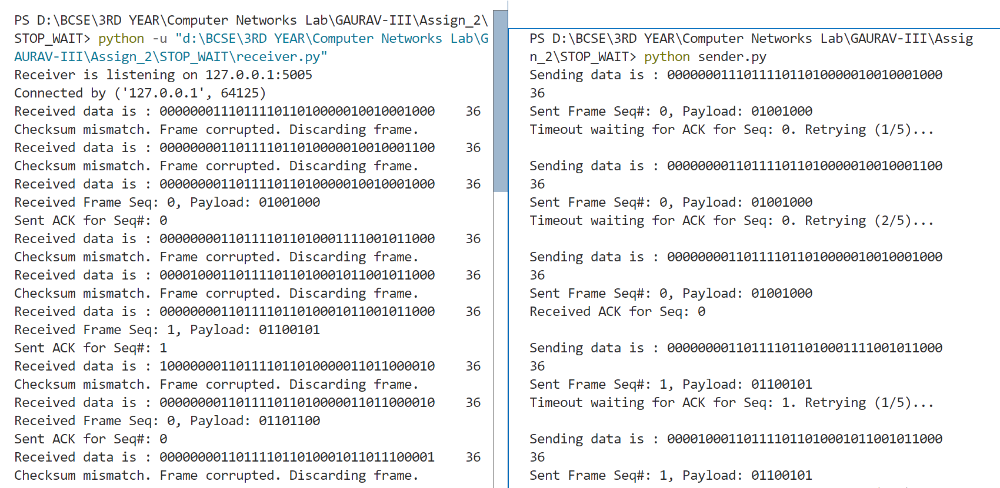 PS D:\BCSE\3RD YEAR\Computer Networks Lab\GAURAV-III\Assign_2\
STOP_WAIT> python -u "d:\BCSE\3RD YEAR\Computer Networks Lab\G
AURAV-III\Assign_2\STOP_WAIT\receiver.py"
Receiver is listening on 127.0.0.1:5005
Connected by ('127.0.0.1', 64125)
Received data is : 000000011101111011010000010010001000    36
Checksum mismatch. Frame corrupted. Discarding frame.
Received data is : 000000001101111011010000010010001100    36
Checksum mismatch. Frame corrupted. Discarding frame.
Received data is : 000000001101111011010000010010001000    36
Received Frame Seq: 0, Payload: 01001000
Sent ACK for Seq#: 0
Received data is : 000000001101111011010001111001011000    36
Checksum mismatch. Frame corrupted. Discarding frame.
Received data is : 000010001101111011010001011001011000    36
Checksum mismatch. Frame corrupted. Discarding frame.
Received data is : 000000001101111011010001011001011000    36
Received Frame Seq: 1, Payload: 01100101
Sent ACK for Seq#: 1
Received data is : 100000001101111011010000011011000010    36
Checksum mismatch. Frame corrupted. Discarding frame.
Received data is : 000000001101111011010000011011000010    36
Received Frame Seq: 0, Payload: 01101100
Sent ACK for Seq#: 0
Received data is : 000000001101111011010001011011100001    36
Checksum mismatch. Frame corrupted. Discarding frame.
PS D:\BCSE\3RD YEAR\Computer Networks Lab\GAURAV-III\Assig
n_2\STOP_WAIT> python sender.py
Sending data is : 000000011101111011010000010010001000
36
Sent Frame Seq#: 0, Payload: 01001000
Timeout waiting for ACK for Seq: 0. Retrying (1/5)...
Sending data is : 000000001101111011010000010010001100
36
Sent Frame Seq#: 0, Payload: 01001000
Timeout waiting for ACK for Seq: 0. Retrying (2/5)...
Sending data is : 000000001101111011010000010010001000
36
Sent Frame Seq#: 0, Payload: 01001000
Received ACK for Seq: 0
Sending data is : 000000001101111011010001111001011000
36
Sent Frame Seq#: 1, Payload: 01100101
Timeout waiting for ACK for Seq: 1. Retrying (1/5)...
Sending data is : 000010001101111011010001011001011000
36
Sent Frame Seq#: 1, Payload: 01100101